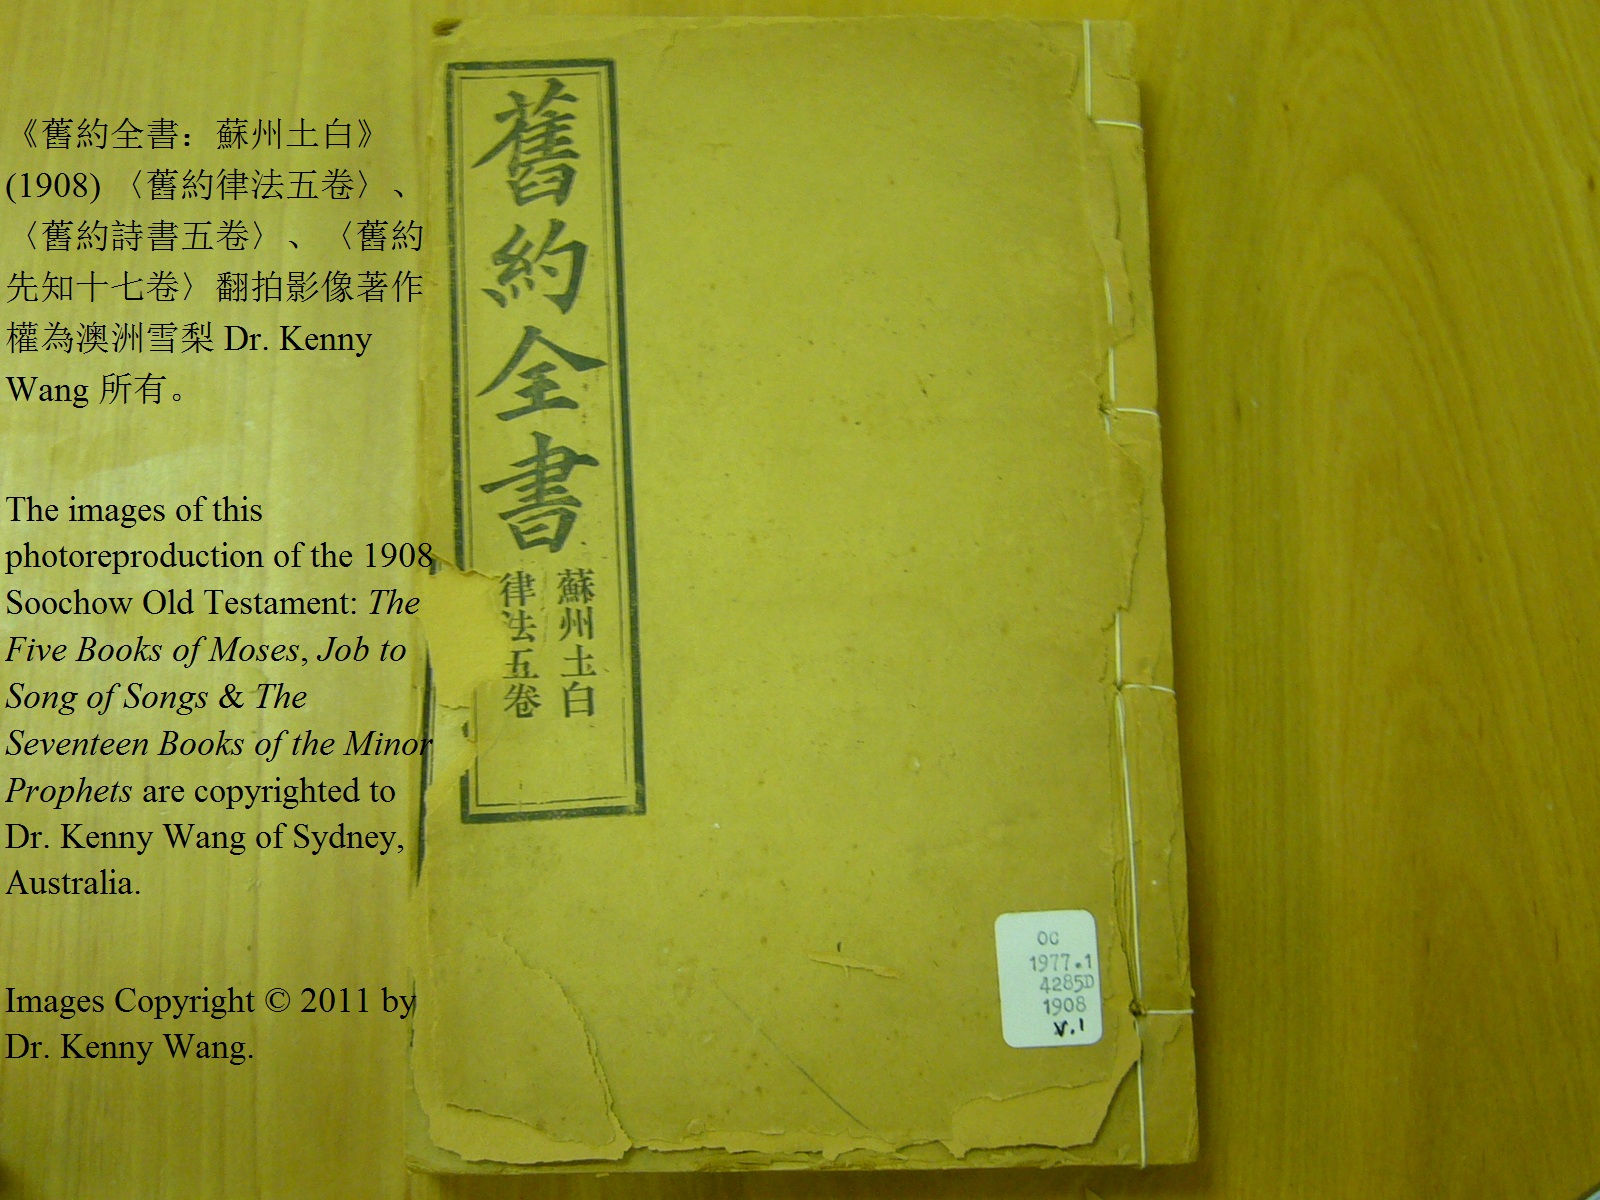 《舊約全書：蘇州土白》
(1908) 〈舊約律法五卷〉、
〈舊約詩書五卷〉、〈舊約
先知十七卷〉翻拍影像著作
權為澳洲雪梨 Dr. Kenny
Wang 所有。
The images of this
photoreproduction of the 1908
Soochow Old Testament: The
Five Books of Moses, Job to
Song of Songs & The
Seventeen Books of the Minor
Prophets are copyrighted to
Dr. Kenny Wang of Sydney,
Australia.
Images Copyright © 2011 by
Dr. Kenny Wang.
舊約全書
蘇州土白
律法五卷
OC
1977.1
4285D
1908
v.1